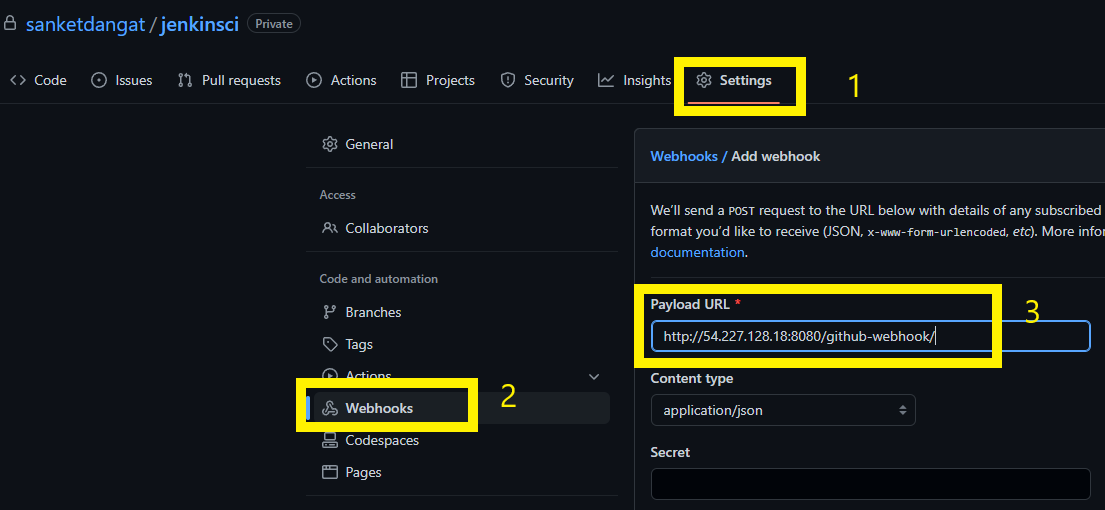 sanketdangat / jenkinsci Private
Code Issues Pull requests Actions Projects Security Insights Settings 1
General
Access
Collaborators
Code and automation
Branches
Tags
Actions
Webhooks 2
Codespaces
Pages
Webhooks / Add webhook
We'll send a POST request to the URL below with details of any subscribed
format you'd like to receive (JSON, x-www-form-urlencoded, etc). More infor
documentation.
Payload URL * 3
http://54.227.128.18:8080/github-webhook/
Content type
application/json
Secret